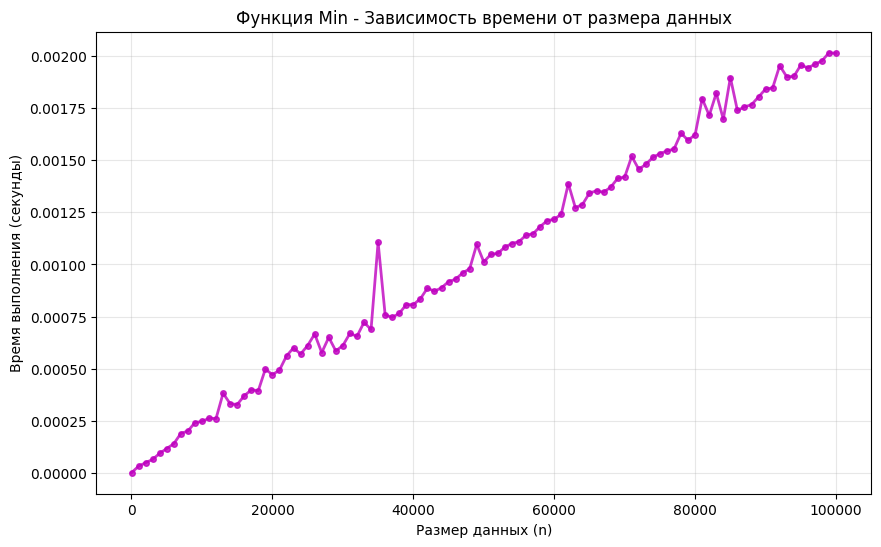 Функция Min - Зависимость времени от размера данных
Время выполнения (секунды)
0.00200
0.00175
0.00150
0.00125
0.00100
0.00075
0.00050
0.00025
0.00000
0 20000 40000 60000 80000 100000
Размер данных (n)